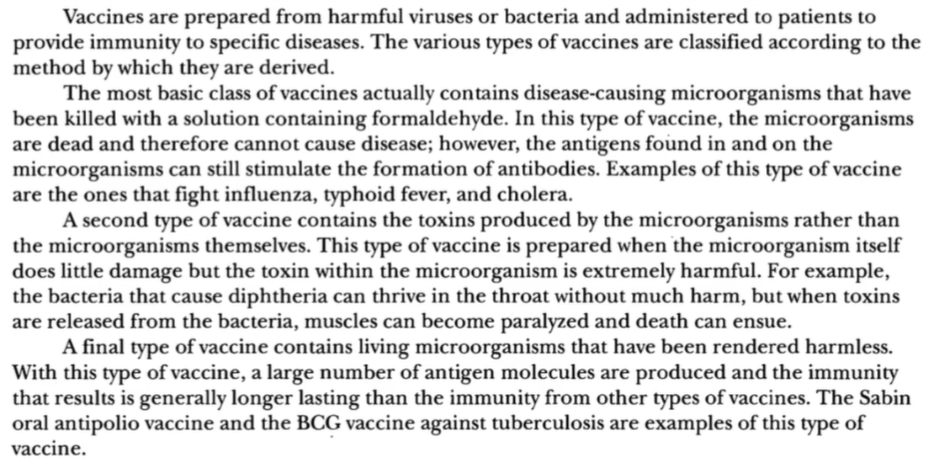 Vaccines are prepared from harmful viruses or bacteria and administered to patients to
provide immunity to specific diseases. The various types of vaccines are classified according to the
method by which they are derived.
The most basic class of vaccines actually contains disease-causing microorganisms that have
been killed with a solution containing formaldehyde. In this type of vaccine, the microorganisms
are dead and therefore cannot cause disease; however, the antigens found in and on the
microorganisms can still stimulate the formation of antibodies. Examples of this type of vaccine
are the ones that fight influenza, typhoid fever, and cholera.
A second type of vaccine contains the toxins produced by the microorganisms rather than
the microorganisms themselves. This type of vaccine is prepared when the microorganism itself
does little damage but the toxin within the microorganism is extremely harmful. For example,
the bacteria that cause diphtheria can thrive in the throat without much harm, but when toxins
are released from the bacteria, muscles can become paralyzed and death can ensue.
A final type of vaccine contains living microorganisms that have been rendered harmless.
With this type of vaccine, a large number of antigen molecules are produced and the immunity
that results is generally longer lasting than the immunity from other types of vaccines. The Sabin
oral antipolio vaccine and the BCG vaccine against tuberculosis are examples of this type of
vaccine.